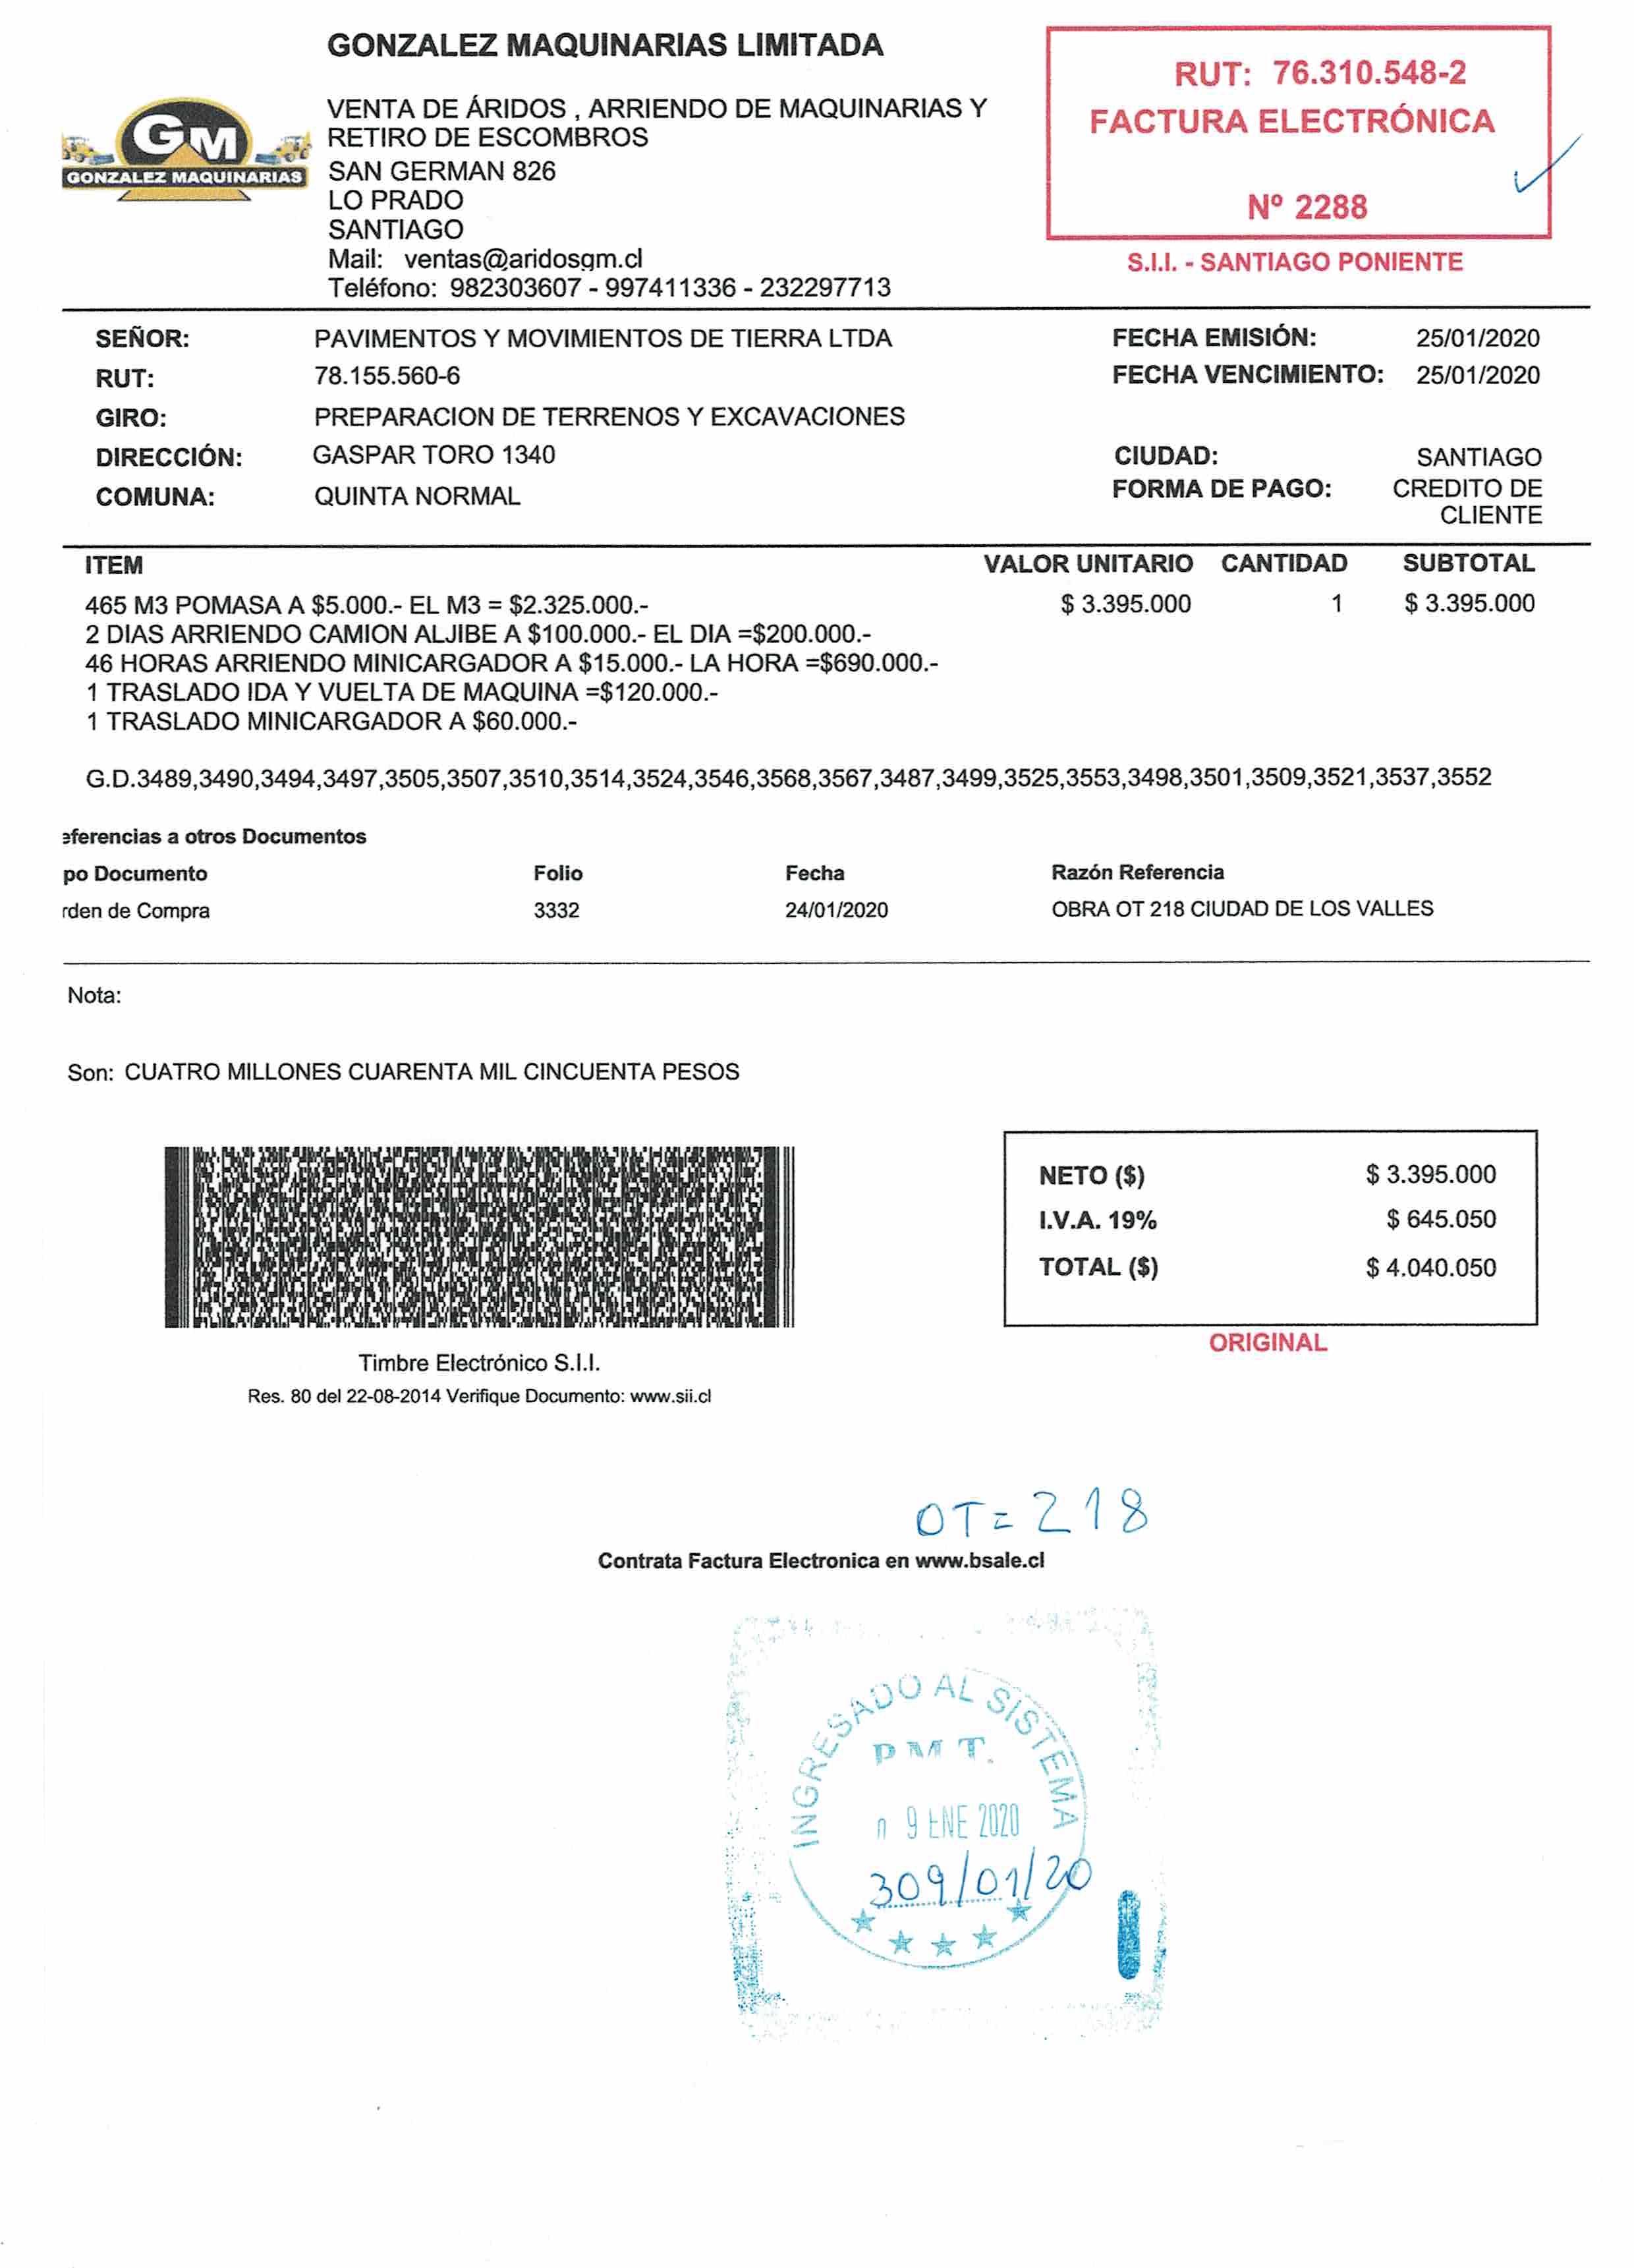 GONZALEZ MAQUINARIAS LIMITADA
GM
GONZALEZ MAQUINARIAS
VENTA DE ÁRIDOS , ARRIENDO DE MAQUINARIAS Y
RETIRO DE ESCOMBROS
SAN GERMAN 826
LO PRADO
SANTIAGO
Mail: ventas@aridosgm.cl
Teléfono: 982303607 - 997411336 - 232297713
RUT: 76.310.548-2
FACTURA ELECTRÓNICA
Nº 2288
S.I.I. - SANTIAGO PONIENTE
SEÑOR: PAVIMENTOS Y MOVIMIENTOS DE TIERRA LTDA FECHA EMISIÓN: 25/01/2020
RUT: 78.155.560-6 FECHA VENCIMIENTO: 25/01/2020
GIRO: PREPARACION DE TERRENOS Y EXCAVACIONES
DIRECCIÓN: GASPAR TORO 1340 CIUDAD: SANTIAGO
COMUNA: QUINTA NORMAL FORMA DE PAGO: CREDITO DE
CLIENTE
ITEM VALOR UNITARIO CANTIDAD SUBTOTAL
465 M3 POMASA A $5.000.- EL M3 = $2.325.000.- $ 3.395.000 1 $ 3.395.000
2 DIAS ARRIENDO CAMION ALJIBE A $100.000.- EL DIA =$200.000.-
46 HORAS ARRIENDO MINICARGADOR A $15.000.- LA HORA =$690.000.-
1 TRASLADO IDA Y VUELTA DE MAQUINA =$120.000.-
1 TRASLADO MINICARGADOR A $60.000.-
G.D.3489,3490,3494,3497,3505,3507,3510,3514,3524,3546,3568,3567,3487,3499,3525,3553,3498,3501,3509,3521,3537,3552
eferencias a otros Documentos
po Documento Folio Fecha Razón Referencia
rden de Compra 3332 24/01/2020 OBRA OT 218 CIUDAD DE LOS VALLES
Nota:
Son: CUATRO MILLONES CUARENTA MIL CINCUENTA PESOS
NETO ($) $ 3.395.000
I.V.A. 19% $ 645.050
TOTAL ($) $ 4.040.050
ORIGINAL
Timbre Electrónico S.I.I.
Res. 80 del 22-08-2014 Verifique Documento: www.sii.cl
OT=218
Contrata Factura Electronica en www.bsale.cl
INGRESADO AL SISTEMA
PMT.
9 ENE 2020
309/01/20